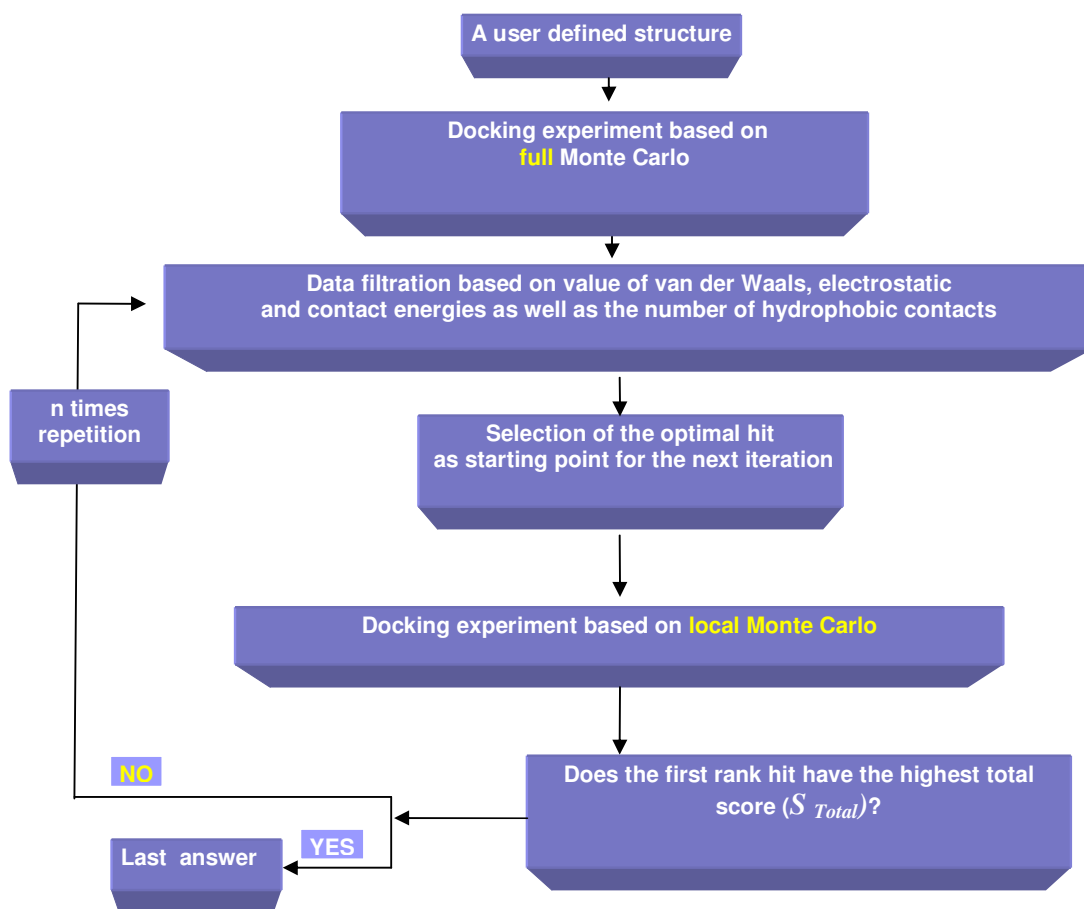 A user defined structure
Docking experiment based on
full Monte Carlo
Data filtration based on value of van der Waals, electrostatic
and contact energies as well as the number of hydrophobic contacts
n times
repetition
Selection of the optimal hit
as starting point for the next iteration
Docking experiment based on local Monte Carlo
NO
Does the first rank hit have the highest total
score (S Total)?
YES
Last answer